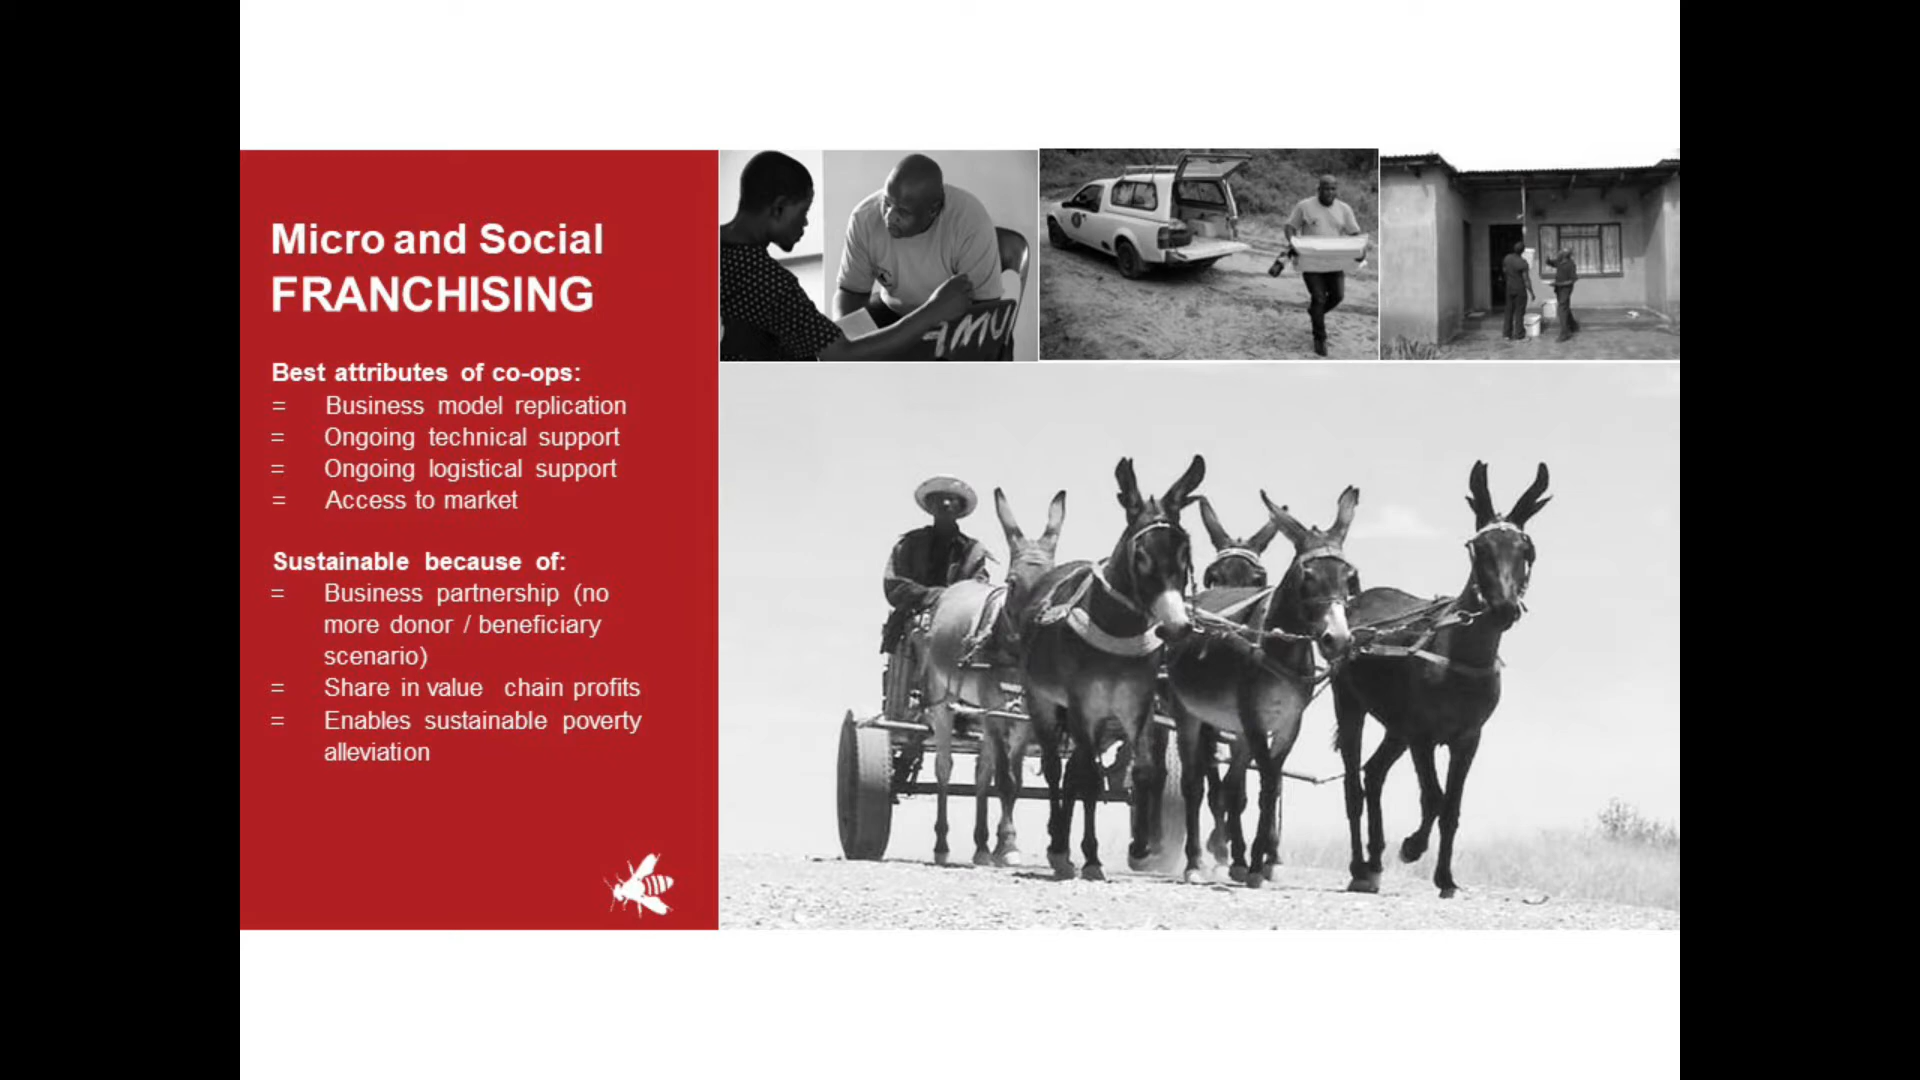 Micro and Social
FRANCHISING
Best attributes of co-ops:
= Business model replication
= Ongoing technical support
= Ongoing logistical support
= Access to market
Sustainable because of:
= Business partnership (no
more donor / beneficiary
scenario)
= Share in value chain profits
= Enables sustainable poverty
alleviation